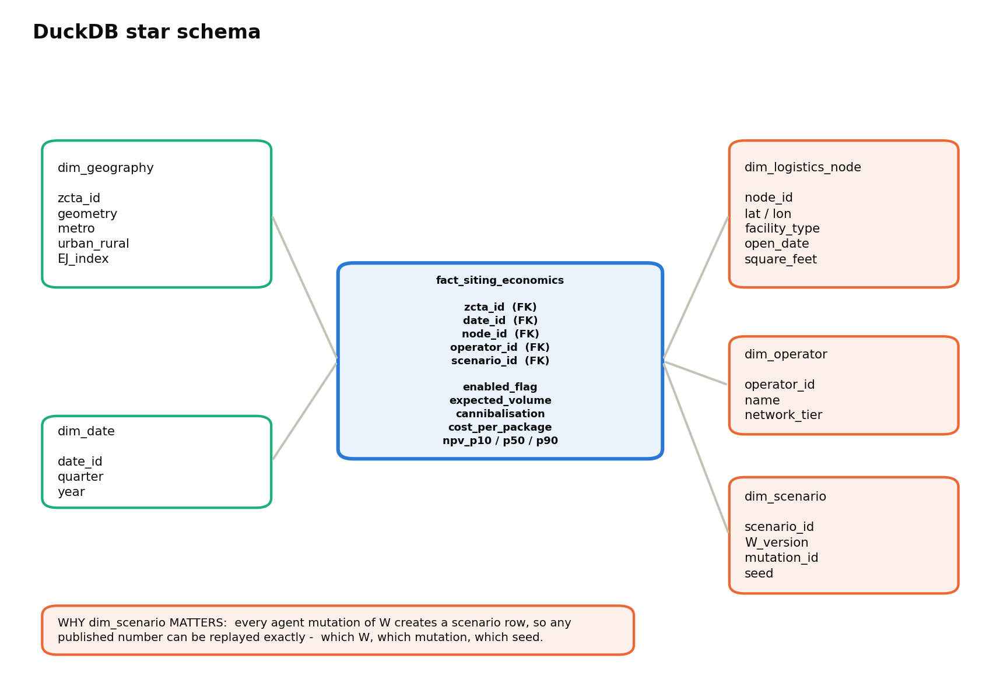 DuckDB star schema
dim_geography
zcta_id
geometry
metro
urban_rural
EJ_index
dim_date
date_id
quarter
year
fact_siting_economics
zcta_id  (FK)
date_id  (FK)
node_id  (FK)
operator_id  (FK)
scenario_id  (FK)
enabled_flag
expected_volume
cannibalisation
cost_per_package
npv_p10 / p50 / p90
dim_logistics_node
node_id
lat / lon
facility_type
open_date
square_feet
dim_operator
operator_id
name
network_tier
dim_scenario
scenario_id
W_version
mutation_id
seed
WHY dim_scenario MATTERS:  every agent mutation of W creates a scenario row, so any
published number can be replayed exactly -  which W, which mutation, which seed.